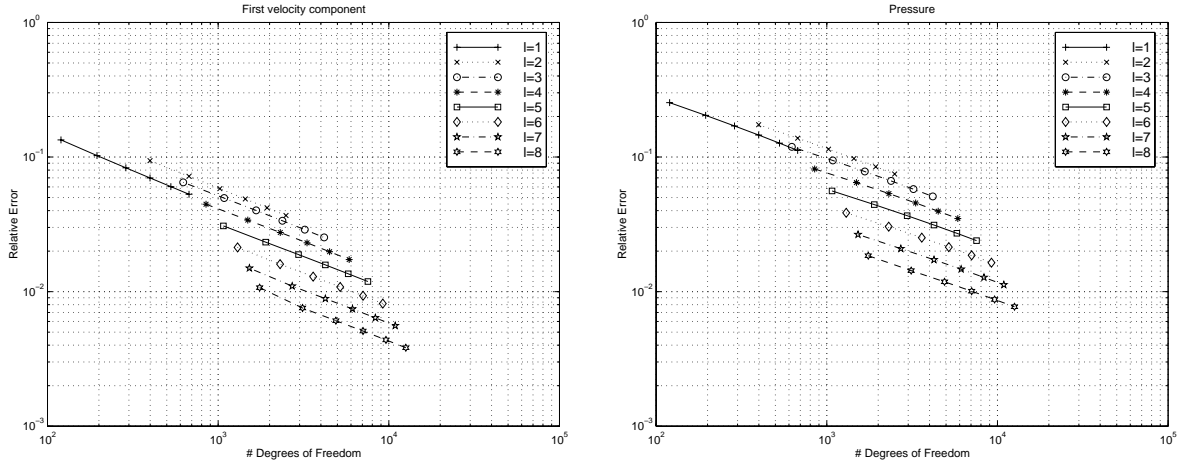 First velocity component
10^0
10^-1
10^-2
10^-3
Relative Error
10^2
10^3
10^4
10^5
# Degrees of Freedom
l=1
l=2
l=3
l=4
l=5
l=6
l=7
l=8
Pressure
10^0
10^-1
10^-2
10^-3
Relative Error
10^2
10^3
10^4
10^5
# Degrees of Freedom
l=1
l=2
l=3
l=4
l=5
l=6
l=7
l=8